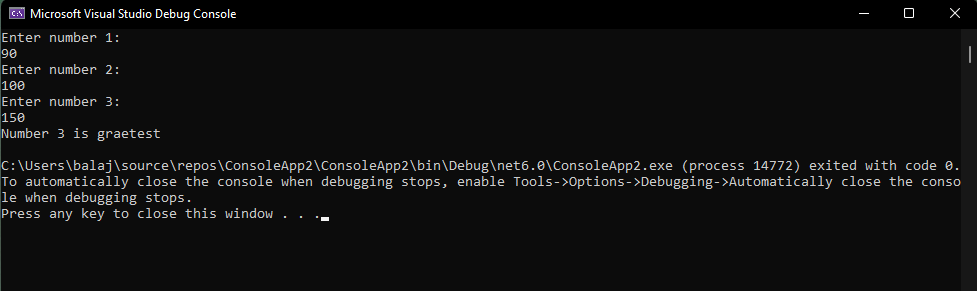 Microsoft Visual Studio Debug Console
Enter number 1:
90
Enter number 2:
100
Enter number 3:
150
Number 3 is graetest
C:\Users\balaj\source\repos\ConsoleApp2\ConsoleApp2\bin\Debug\net6.0\ConsoleApp2.exe (process 14772) exited with code 0.
To automatically close the console when debugging stops, enable Tools->Options->Debugging->Automatically close the conso
le when debugging stops.
Press any key to close this window . . .